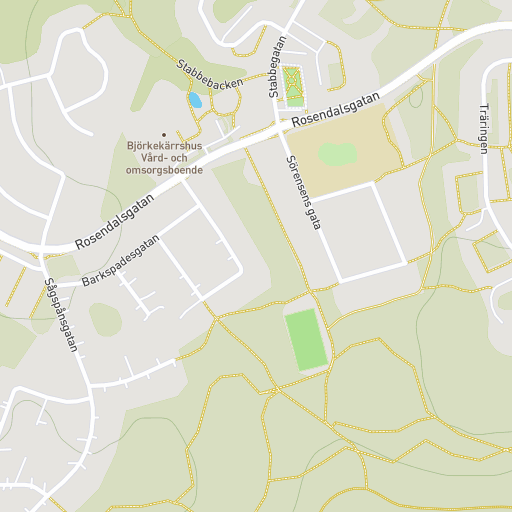 Stabbegatan
Stabbebacken
Rosendalsgatan
Träringen
Björkekärrshus
Vård- och
omsorgsboende
Sörensens gata
Rosendalsgatan
Barkspadesgatan
Sågspånsgatan